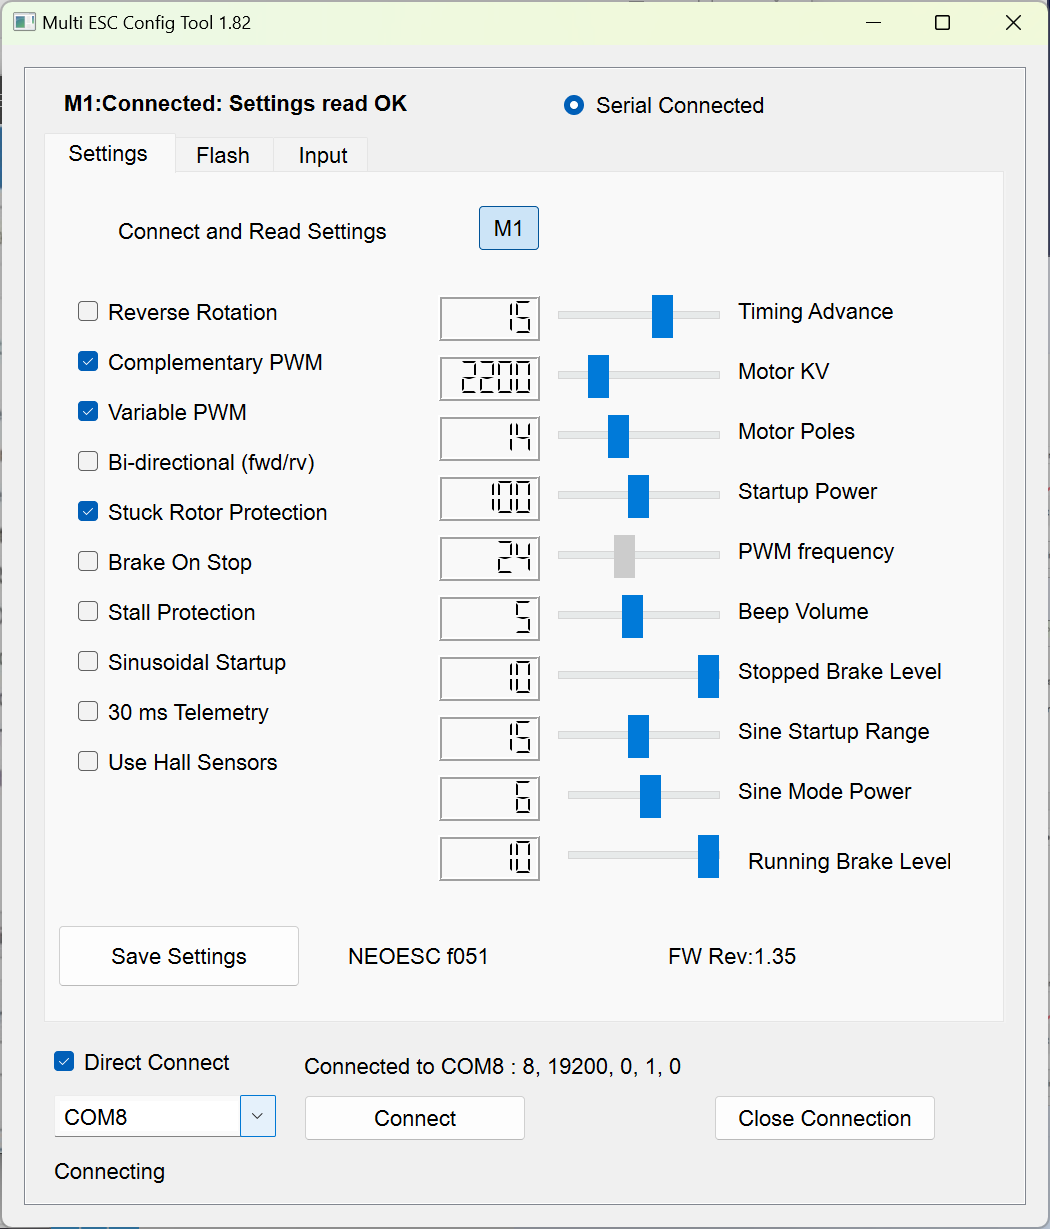 Multi ESC Config Tool 1.82
M1:Connected: Settings read OK
Serial Connected
Settings
Flash
Input
Connect and Read Settings
M1
Reverse Rotation
Complementary PWM
Variable PWM
Bi-directional (fwd/rv)
Stuck Rotor Protection
Brake On Stop
Stall Protection
Sinusoidal Startup
30 ms Telemetry
Use Hall Sensors
15 Timing Advance
2200 Motor KV
14 Motor Poles
100 Startup Power
24 PWM frequency
5 Beep Volume
10 Stopped Brake Level
15 Sine Startup Range
6 Sine Mode Power
10 Running Brake Level
Save Settings
NEOESC f051
FW Rev:1.35
Direct Connect
Connected to COM8 : 8, 19200, 0, 1, 0
COM8
Connect
Close Connection
Connecting